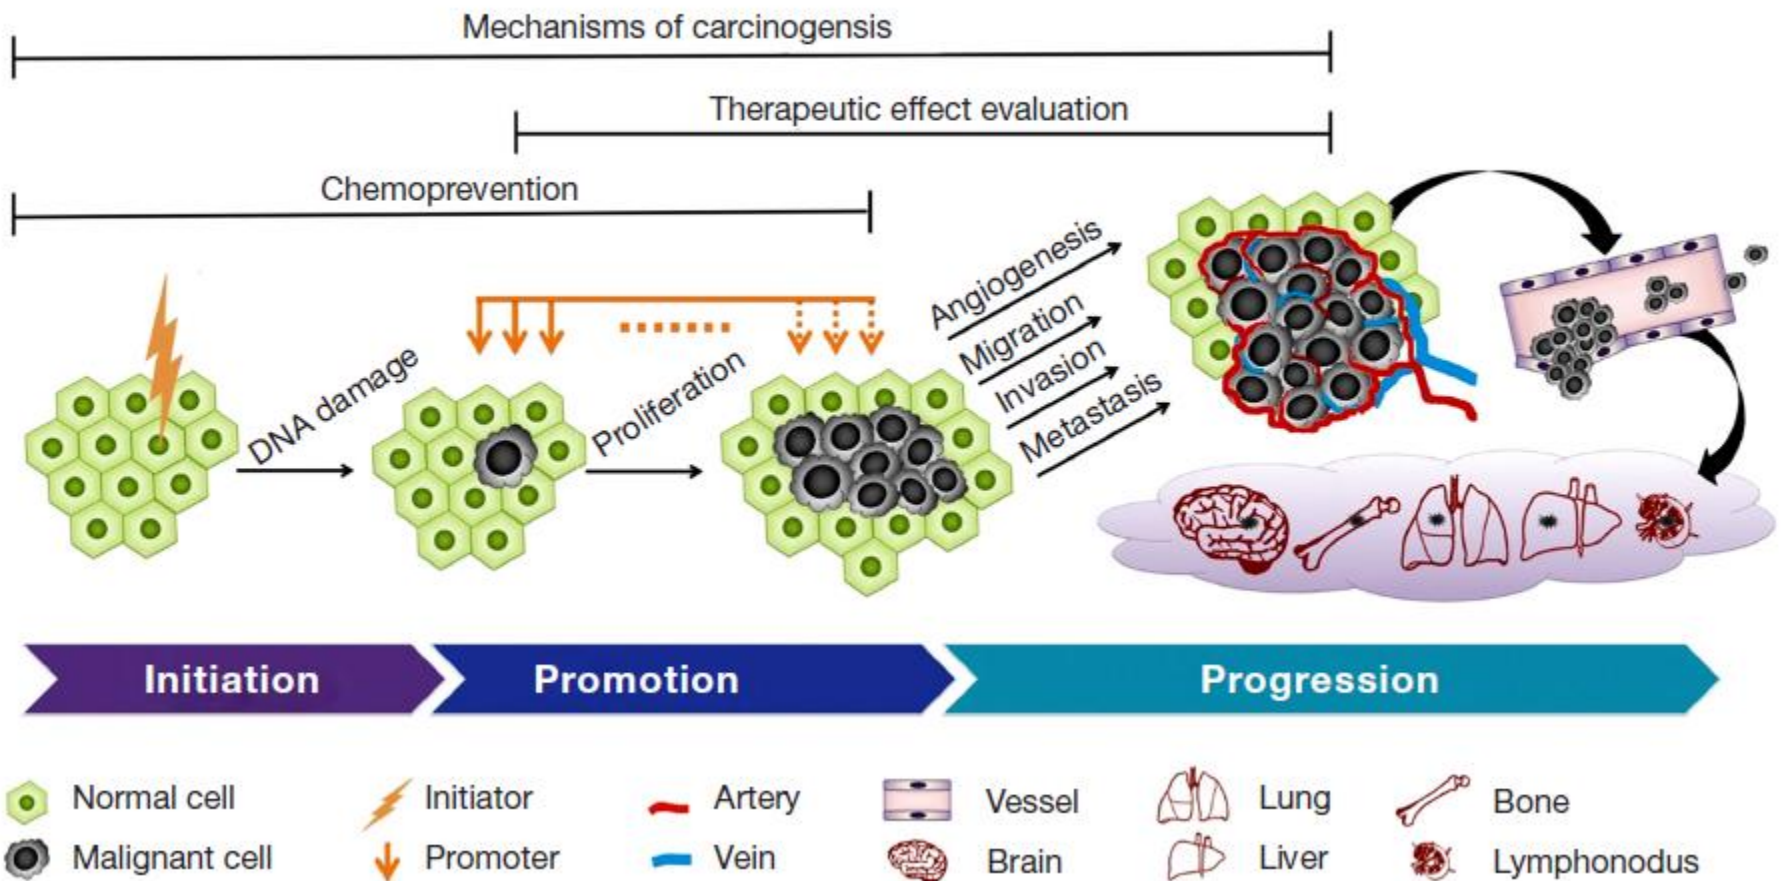 Mechanisms of carcinogensis
Therapeutic effect evaluation
Chemoprevention
DNA damage
Proliferation
Angiogenesis
Migration
Invasion
Metastasis
Initiation
Promotion
Progression
Normal cell
Initiator
Artery
Vessel
Lung
Bone
Malignant cell
Promoter
Vein
Brain
Liver
Lymphonodus